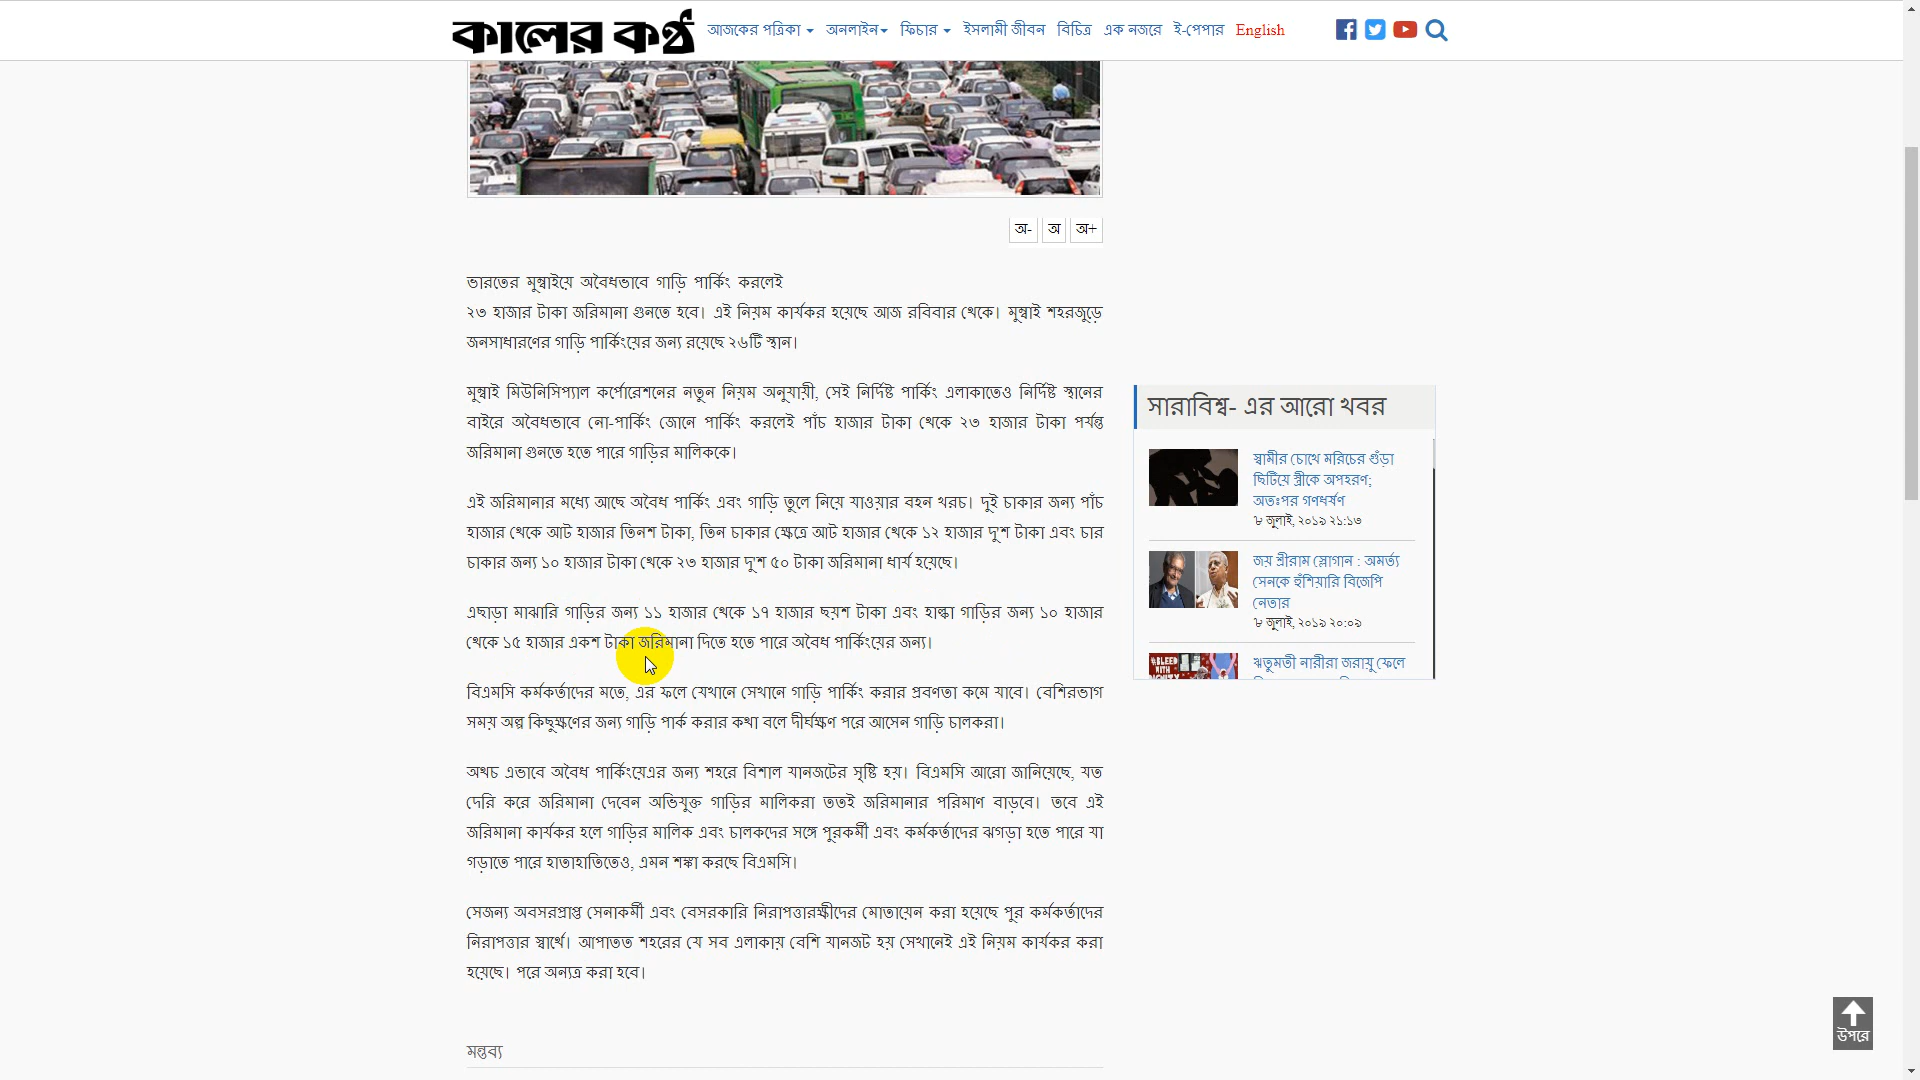 কালের কণ্ঠ
আজকের পত্রিকা অনলাইন ফিচার ইসলামী জীবন বিচিত্র এক নজরে ই-পেপার English
অ- অ অ+
ভারতের মুম্বাইয়ে অবৈধভাবে গাড়ি পার্কিং করলেই
২৩ হাজার টাকা জরিমানা গুনতে হবে। এই নিয়ম কার্যকর হয়েছে আজ রবিবার থেকে। মুম্বাই শহরজুড়ে
জনসাধারণের গাড়ি পার্কিংয়ের জন্য রয়েছে ২৬টি স্থান।
মুম্বাই মিউনিসিপ্যাল কর্পোরেশনের নতুন নিয়ম অনুযায়ী, সেই নির্দিষ্ট পার্কিং এলাকাতেও নির্দিষ্ট স্থানের
বাইরে অবৈধভাবে নো-পার্কিং জোনে পার্কিং করলেই পাঁচ হাজার টাকা থেকে ২৩ হাজার টাকা পর্যন্ত
জরিমানা গুনতে হতে পারে গাড়ির মালিককে।
এই জরিমানার মধ্যে আছে অবৈধ পার্কিং এবং গাড়ি তুলে নিয়ে যাওয়ার বহন খরচ। দুই চাকার জন্য পাঁচ
হাজার থেকে আট হাজার তিনশ টাকা, তিন চাকার ক্ষেত্রে আট হাজার থেকে ১২ হাজার দু'শ টাকা এবং চার
চাকার জন্য ১০ হাজার টাকা থেকে ২৩ হাজার দু'শ ৫০ টাকা জরিমানা ধার্য হয়েছে।
এছাড়া মাঝারি গাড়ির জন্য ১১ হাজার থেকে ১৭ হাজার ছয়শ টাকা এবং হাল্কা গাড়ির জন্য ১০ হাজার
থেকে ১৫ হাজার একশ টাকা জরিমানা দিতে হতে পারে অবৈধ পার্কিংয়ের জন্য।
বিএমসি কর্মকর্তাদের মতে, এর ফলে যেখানে সেখানে গাড়ি পার্কিং করার প্রবণতা কমে যাবে। বেশিরভাগ
সময় অল্প কিছুক্ষণের জন্য গাড়ি পার্ক করার কথা বলে দীর্ঘক্ষণ পরে আসেন গাড়ি চালকরা।
অথচ এভাবে অবৈধ পার্কিংয়েএর জন্য শহরে বিশাল যানজটের সৃষ্টি হয়। বিএমসি আরো জানিয়েছে, যত
দেরি করে জরিমানা দেবেন অভিযুক্ত গাড়ির মালিকরা ততই জরিমানার পরিমাণ বাড়বে। তবে এই
জরিমানা কার্যকর হলে গাড়ির মালিক এবং চালকদের সঙ্গে পুরকর্মী এবং কর্মকর্তাদের ঝগড়া হতে পারে যা
গড়াতে পারে হাতাহাতিতেও, এমন শঙ্কা করছে বিএমসি।
সেজন্য অবসরপ্রাপ্ত সেনাকর্মী এবং বেসরকারি নিরাপত্তারক্ষীদের মোতায়েন করা হয়েছে পুর কর্মকর্তাদের
নিরাপত্তার স্বার্থে। আপাতত শহরের যে সব এলাকায় বেশি যানজট হয় সেখানেই এই নিয়ম কার্যকর করা
হয়েছে। পরে অন্যত্র করা হবে।
মন্তব্য
সারাবিশ্ব- এর আরো খবর
স্বামীর চোখে মরিচের গুঁড়া
ছিটিয়ে স্ত্রীকে অপহরণ;
অতঃপর গণধর্ষণ
৮ জুলাই, ২০১৯ ২১:১৩
জয় শ্রীরাম স্লোগান : অমর্ত্য
সেনকে হুঁশিয়ারি বিজেপি
নেতার
৮ জুলাই, ২০১৯ ২০:০৯
#BLEED
WITH
ঋতুমতী নারীরা জরায়ু ফেলে
উপরে